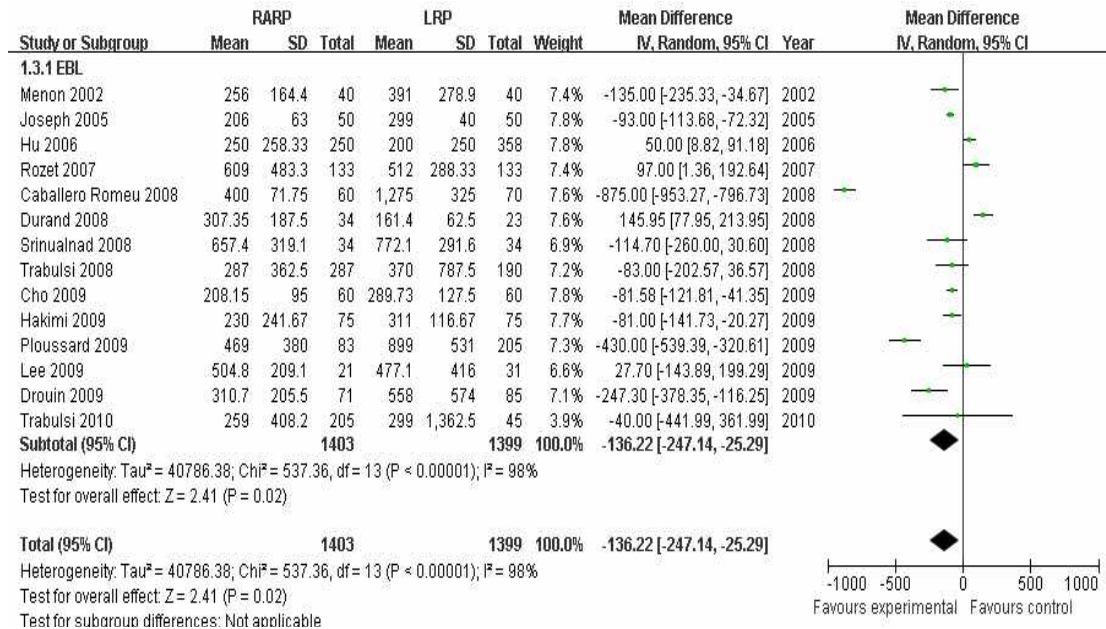 RARP LRP Mean Difference Mean Difference
Study or Subgroup Mean SD Total Mean SD Total Weight IV, Random, 95% CI Year IV, Random, 95% CI
1.3.1 EBL
Menon 2002 256 164.4 40 391 278.9 40 7.4% -135.00 [-235.33, -34.67] 2002
Joseph 2005 206 63 50 299 40 50 7.8% -93.00 [-113.68, -72.32] 2005
Hu 2006 250 258.33 250 200 250 358 7.8% 50.00 [8.82, 91.18] 2006
Rozet 2007 609 483.3 133 512 288.33 133 7.4% 97.00 [1.36, 192.64] 2007
Caballero Romeu 2008 400 71.75 60 1,275 325 70 7.6% -875.00 [-953.27, -796.73] 2008
Durand 2008 307.35 187.5 34 161.4 62.5 23 7.6% 145.95 [77.95, 213.95] 2008
Srinualnad 2008 657.4 319.1 34 772.1 291.6 34 6.9% -114.70 [-260.00, 30.60] 2008
Trabulsi 2008 287 362.5 287 370 787.5 190 7.2% -83.00 [-202.57, 36.57] 2008
Cho 2009 208.15 95 60 289.73 127.5 60 7.8% -81.58 [-121.81, -41.35] 2009
Hakimi 2009 230 241.67 75 311 116.67 75 7.7% -81.00 [-141.73, -20.27] 2009
Ploussard 2009 469 380 83 899 531 205 7.3% -430.00 [-539.39, -320.61] 2009
Lee 2009 504.8 209.1 21 477.1 416 31 6.6% 27.70 [-143.89, 199.29] 2009
Drouin 2009 310.7 205.5 71 558 574 85 7.1% -247.30 [-378.35, -116.25] 2009
Trabulsi 2010 259 408.2 205 299 1,362.5 45 3.9% -40.00 [-441.99, 361.99] 2010
Subtotal (95% CI) 1403 1399 100.0% -136.22 [-247.14, -25.29]
Heterogeneity: Tau² = 40786.38; Chi² = 537.36, df = 13 (P < 0.00001); I² = 98%
Test for overall effect: Z = 2.41 (P = 0.02)
Total (95% CI) 1403 1399 100.0% -136.22 [-247.14, -25.29]
Heterogeneity: Tau² = 40786.38; Chi² = 537.36, df = 13 (P < 0.00001); I² = 98%
Test for overall effect: Z = 2.41 (P = 0.02)
Test for subgroup differences: Not applicable
-1000 -500 0 500 1000
Favours experimental Favours control